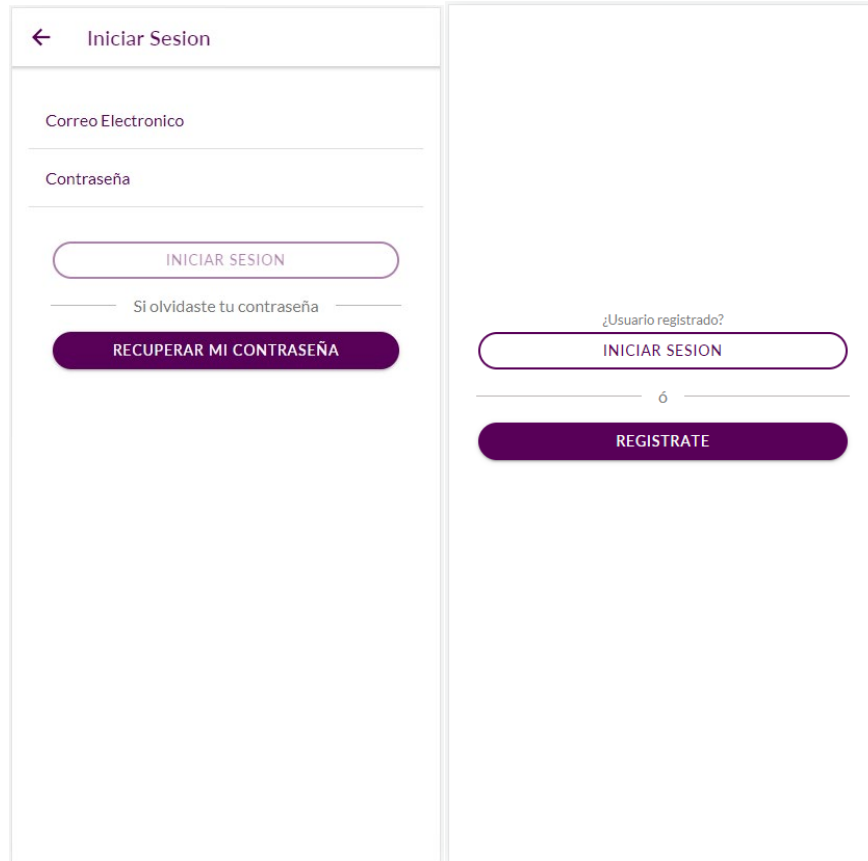 Iniciar Sesion
Correo Electronico
Contraseña
INICIAR SESION
Si olvidaste tu contraseña
RECUPERAR MI CONTRASEÑA
¿Usuario registrado?
INICIAR SESION
ó
REGISTRATE